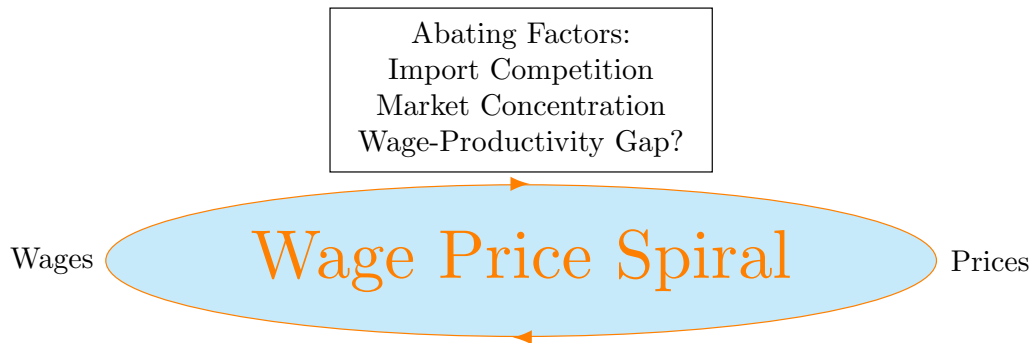 Abating Factors:
Import Competition
Market Concentration
Wage-Productivity Gap?
Wages
Wage Price Spiral
Prices